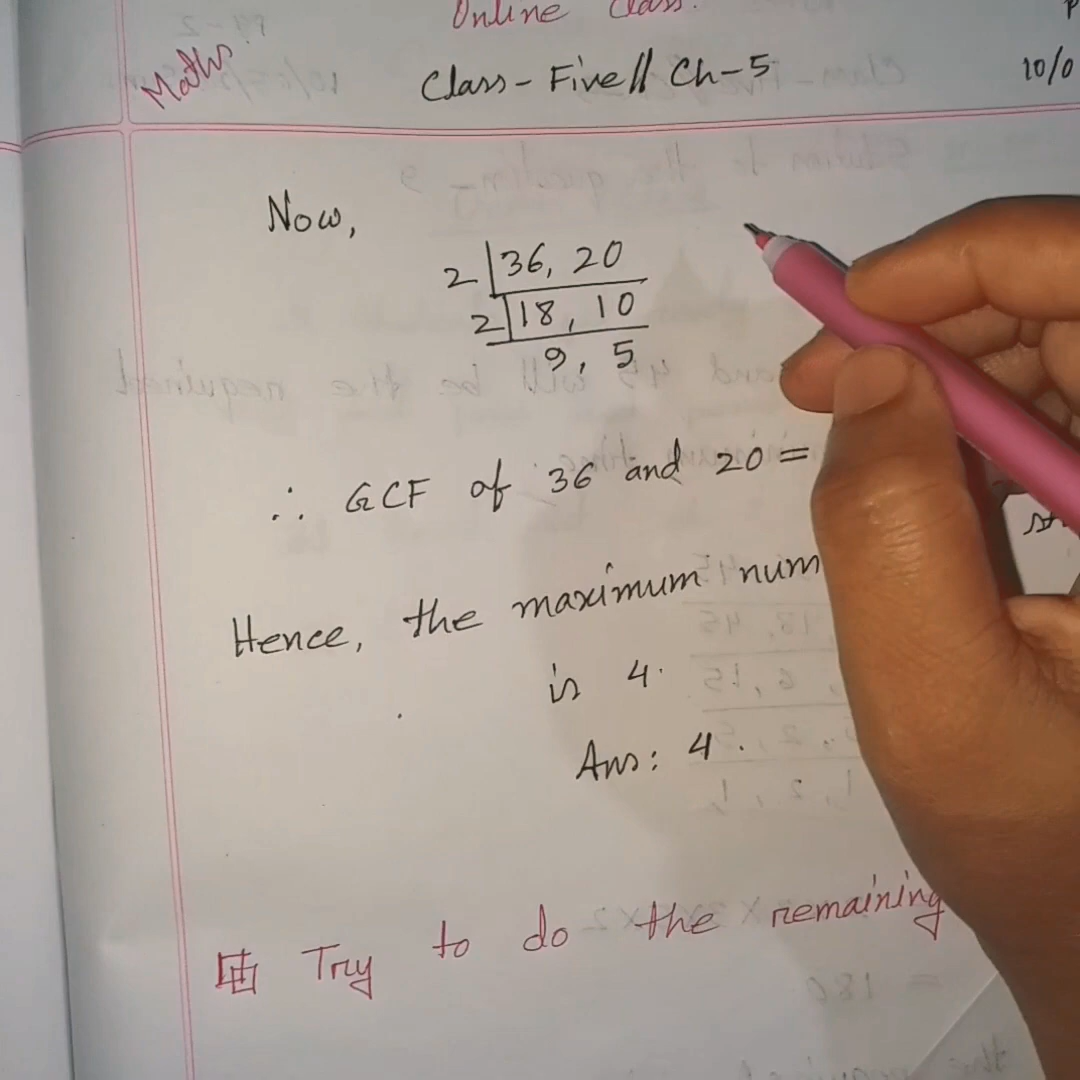 Online Class.
Maths
Class - Five // Ch - 5
10/0
Now,
2 36, 20
2 18, 10
9, 5
∴ GCF of 36 and 20 =
Hence, the maximum num
is 4.
Ans: 4.
Try to do the remaining